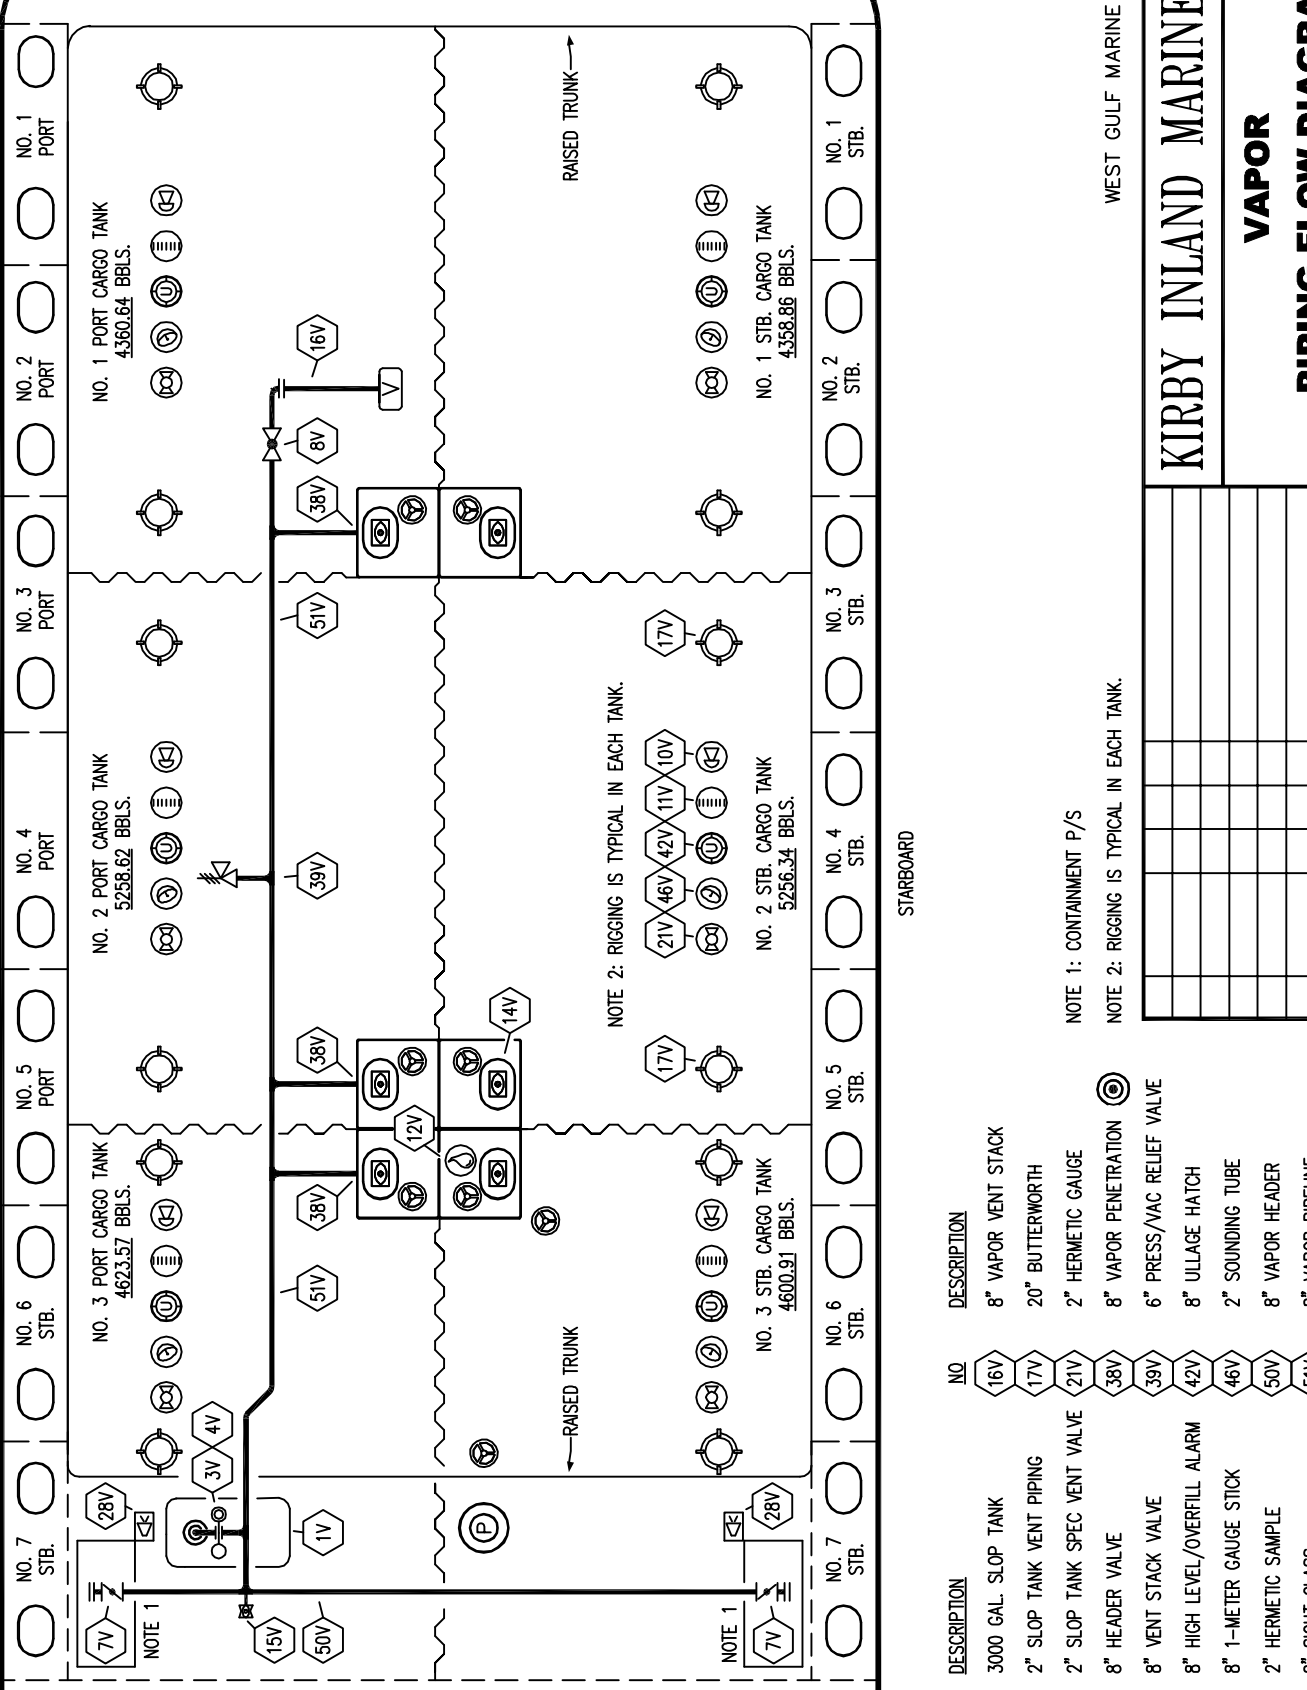 NO. 1
PORT
NO. 2
PORT
NO. 3
PORT
NO. 4
PORT
NO. 5
PORT
NO. 6
STB.
NO. 7
STB.
NO. 1 PORT CARGO TANK
4360.64 BBLS.
NO. 2 PORT CARGO TANK
5258.62 BBLS.
NO. 3 PORT CARGO TANK
4623.57 BBLS.
RAISED TRUNK
16V
V
8V
38V
51V
39V
38V
14V
12V
38V
51V
4V
3V
28V
1V
P
7V
NOTE 1
15V
50V
NOTE 1
7V
28V
RAISED TRUNK
NOTE 2: RIGGING IS TYPICAL IN EACH TANK.
17V
10V
11V
42V
46V
21V
17V
NO. 1 STB. CARGO TANK
4358.86 BBLS.
NO. 2 STB. CARGO TANK
5256.34 BBLS.
NO. 3 STB. CARGO TANK
4600.91 BBLS.
NO. 1
STB.
NO. 2
STB.
NO. 3
STB.
NO. 4
STB.
NO. 5
STB.
NO. 6
STB.
NO. 7
STB.
STARBOARD
DESCRIPTION
3000 GAL. SLOP TANK
2" SLOP TANK VENT PIPING
2" SLOP TANK SPEC VENT VALVE
8" HEADER VALVE
8" VENT STACK VALVE
8" HIGH LEVEL/OVERFILL ALARM
8" 1-METER GAUGE STICK
2" HERMETIC SAMPLE
NO DESCRIPTION
16V 8" VAPOR VENT STACK
17V 20" BUTTERWORTH
21V 2" HERMETIC GAUGE
38V 8" VAPOR PENETRATION
39V 6" PRESS/VAC RELIEF VALVE
42V 8" ULLAGE HATCH
46V 2" SOUNDING TUBE
50V 8" VAPOR HEADER
NOTE 1: CONTAINMENT P/S
NOTE 2: RIGGING IS TYPICAL IN EACH TANK.
WEST GULF MARINE
KIRBY INLAND MARINE
VAPOR